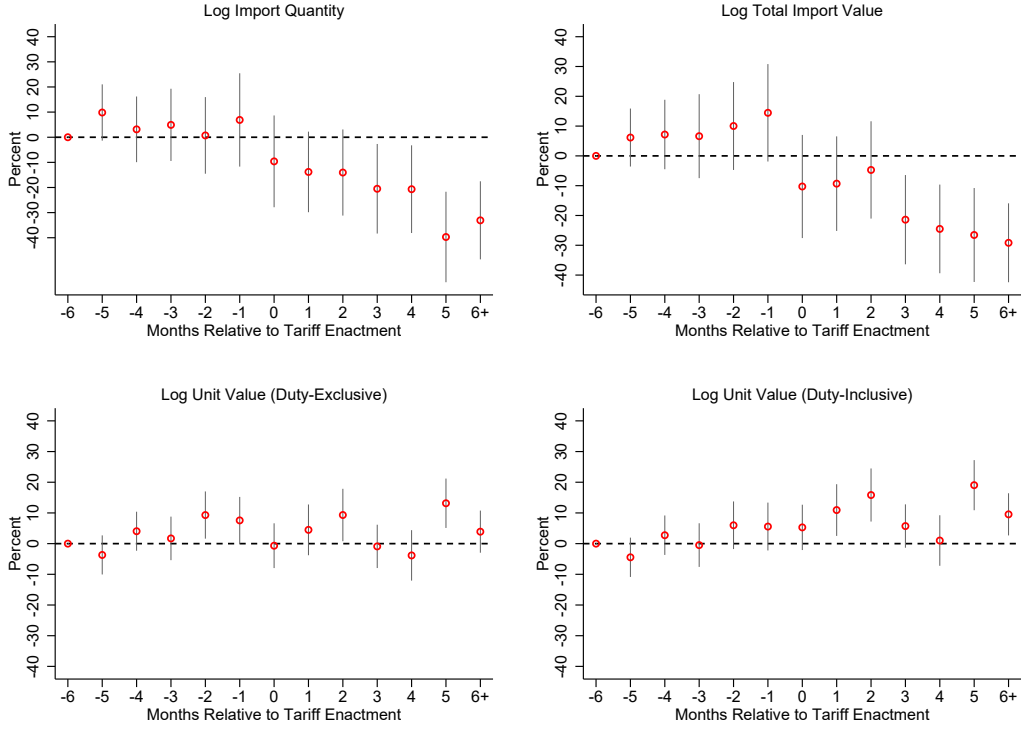 Log Import Quantity
Percent
40
30
20
10
0
-10
-20
-30
-40
-6 -5 -4 -3 -2 -1 0 1 2 3 4 5 6+
Months Relative to Tariff Enactment
Log Total Import Value
Percent
40
30
20
10
0
-10
-20
-30
-40
-6 -5 -4 -3 -2 -1 0 1 2 3 4 5 6+
Months Relative to Tariff Enactment
Log Unit Value (Duty-Exclusive)
Percent
40
30
20
10
0
-10
-20
-30
-40
-6 -5 -4 -3 -2 -1 0 1 2 3 4 5 6+
Months Relative to Tariff Enactment
Log Unit Value (Duty-Inclusive)
Percent
40
30
20
10
0
-10
-20
-30
-40
-6 -5 -4 -3 -2 -1 0 1 2 3 4 5 6+
Months Relative to Tariff Enactment